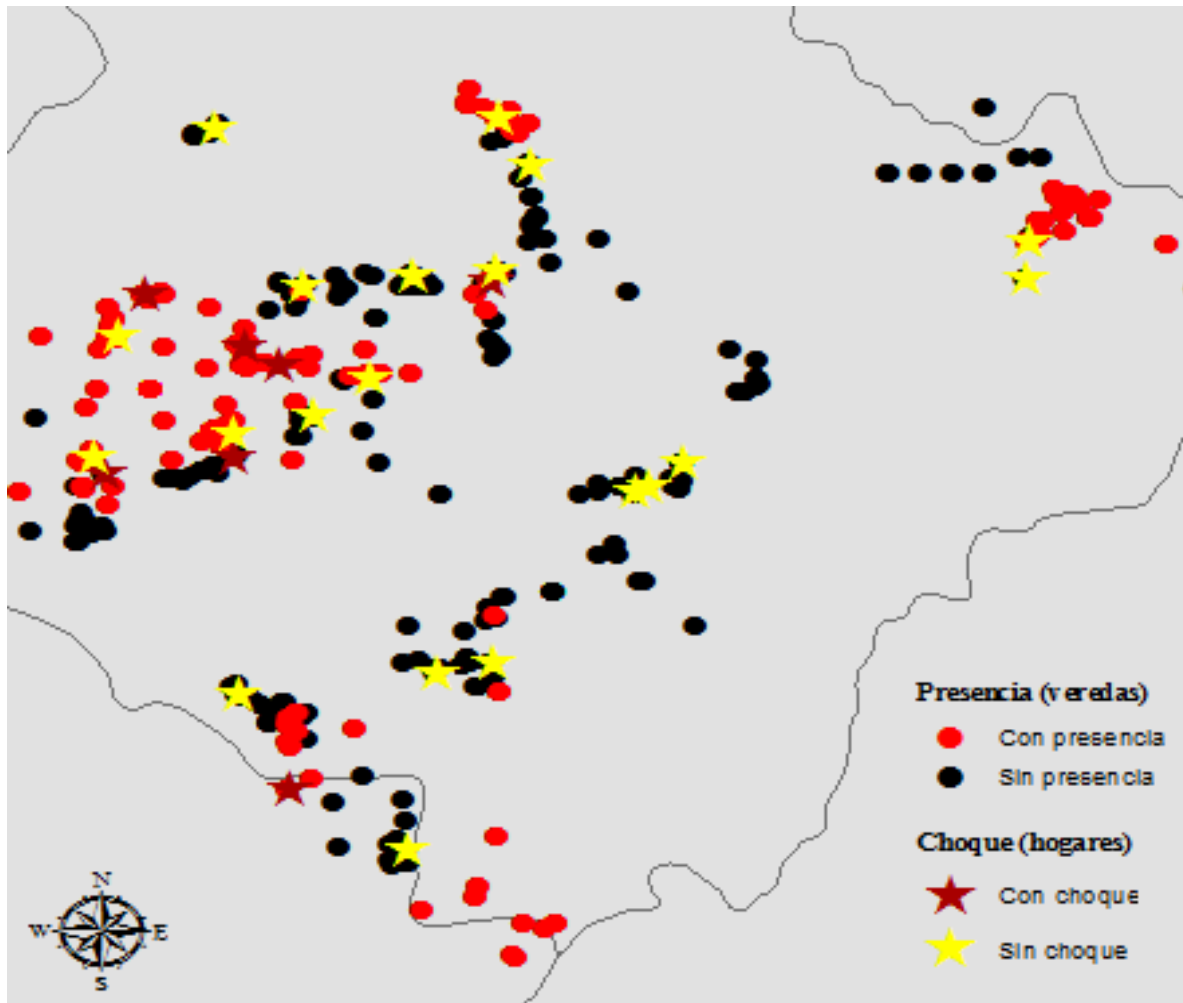 Presencia (veredas)
Con presencia
Sin presencia
Choque (hogares)
Con choque
Sin choque
N
W E
S